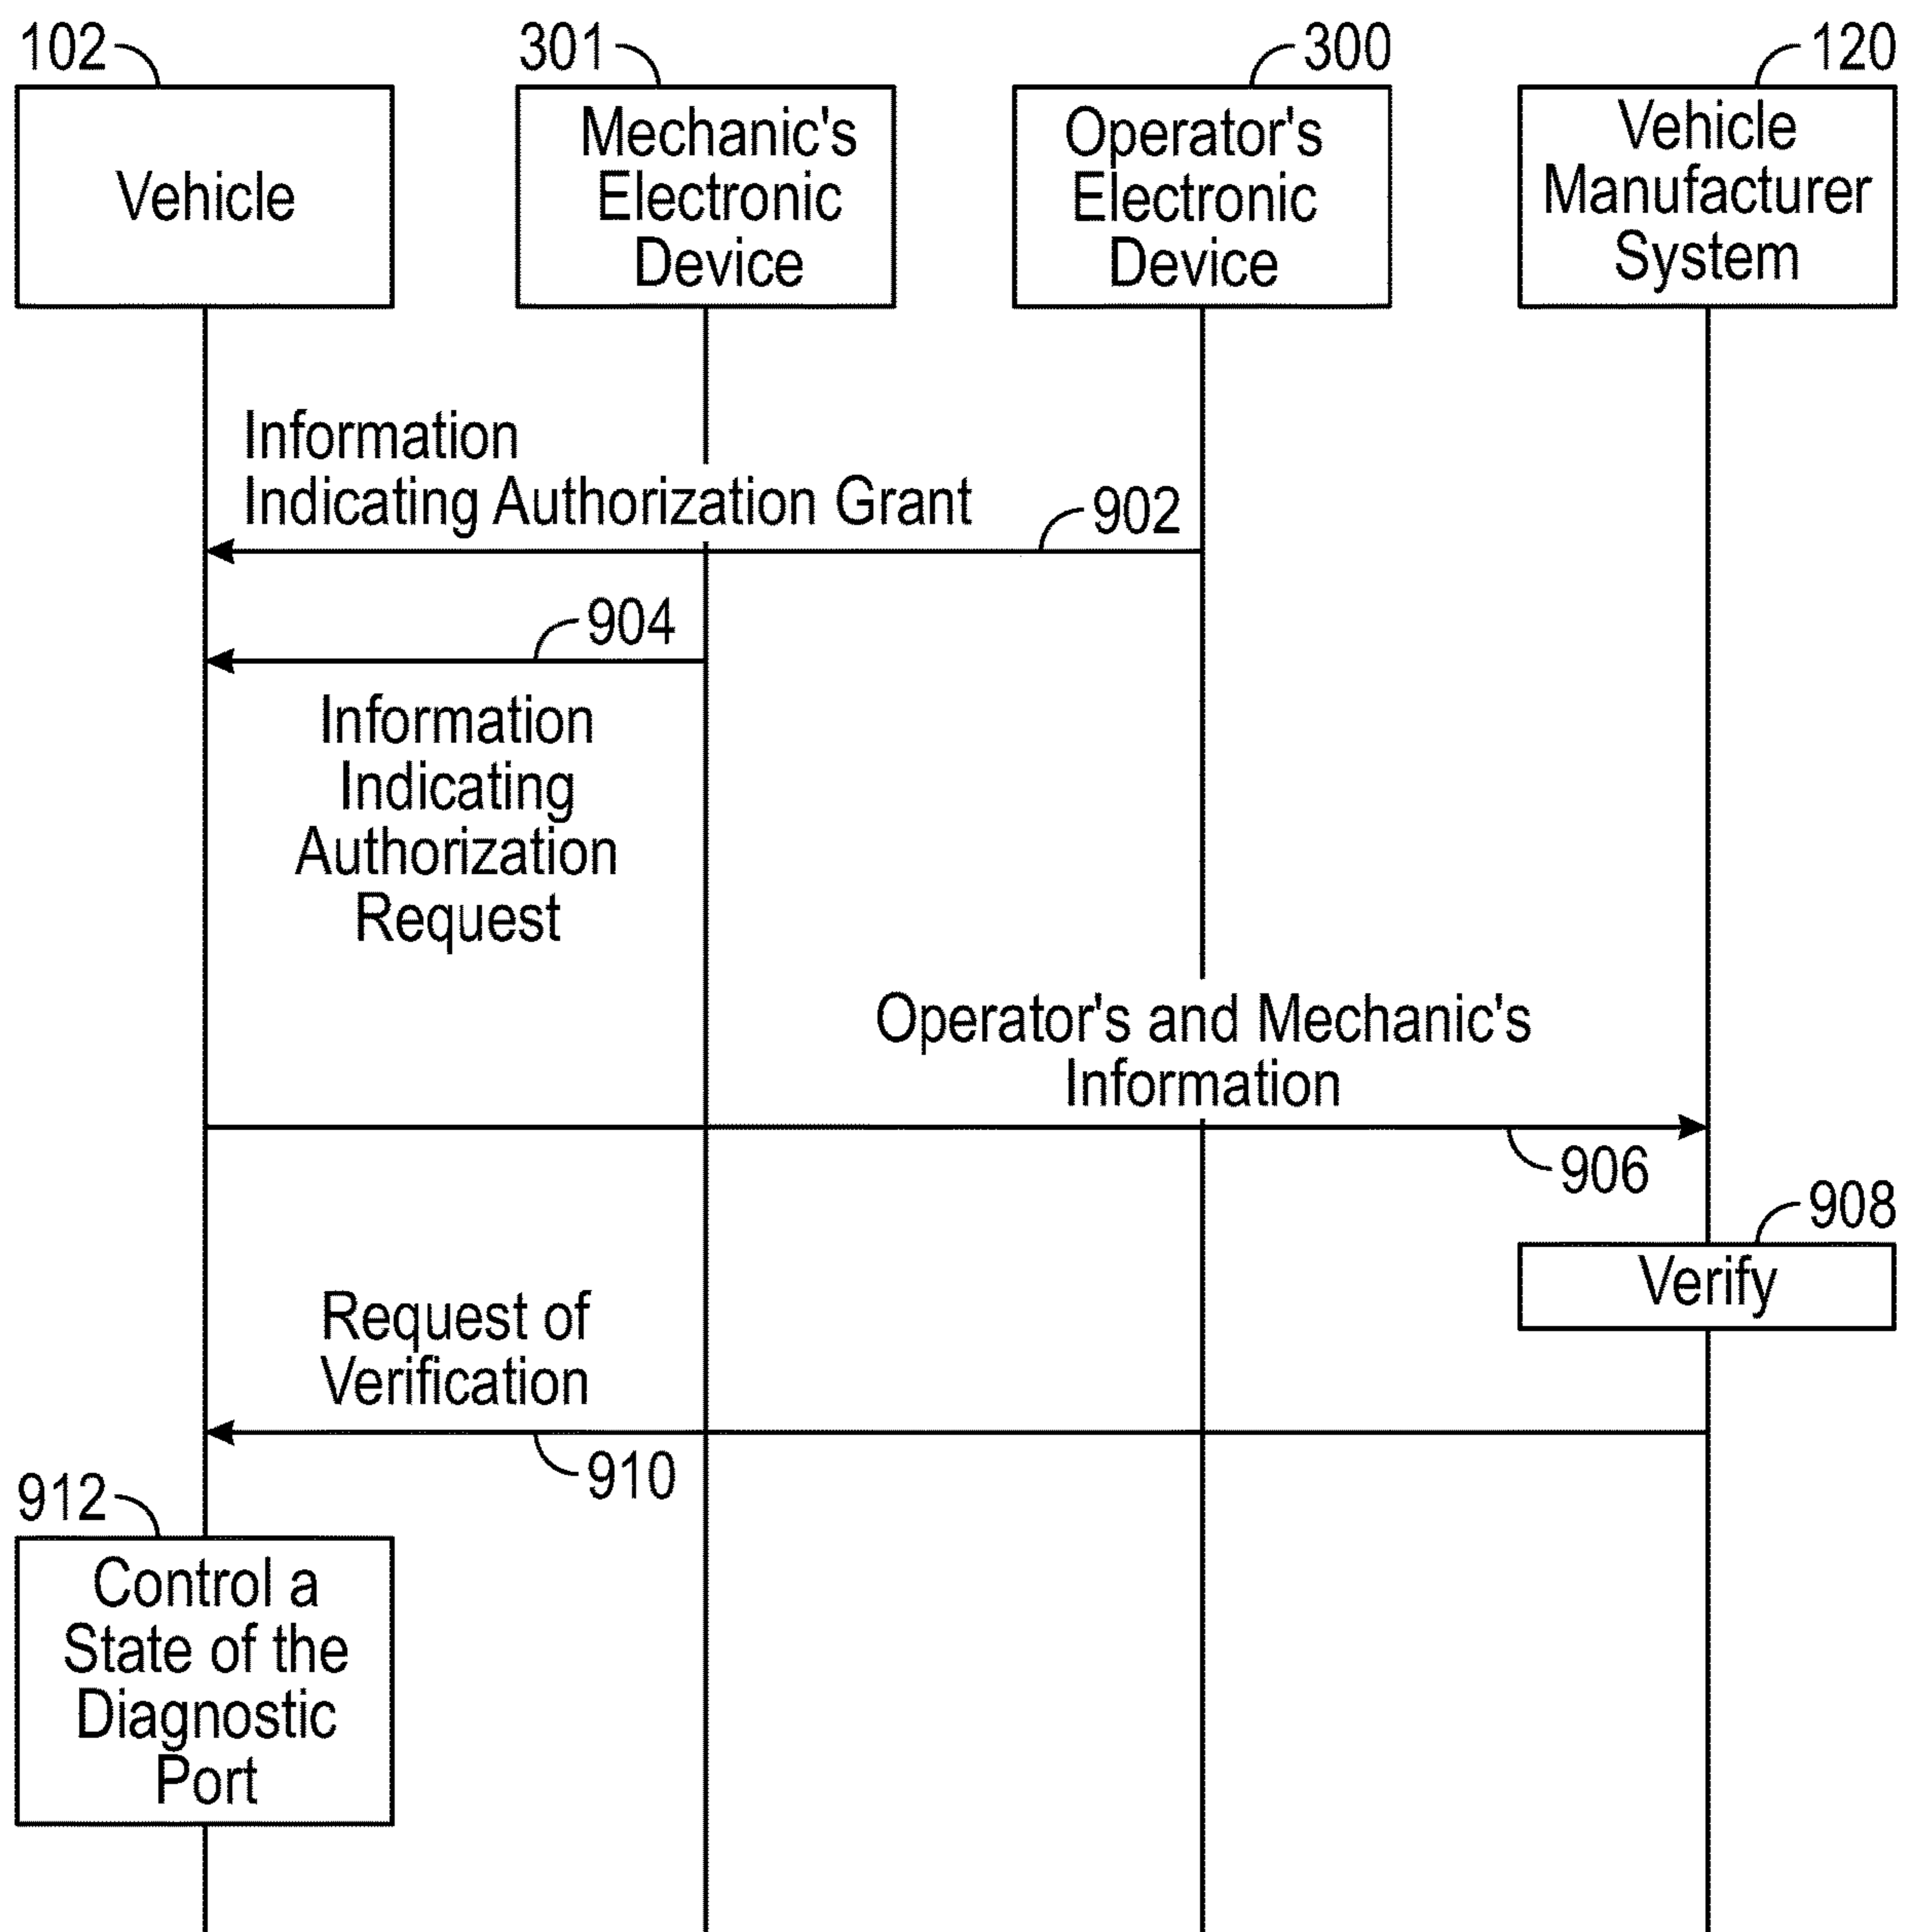 102
301
300
120
Vehicle
Mechanic's
Electronic
Device
Operator's
Electronic
Device
Vehicle
Manufacturer
System
Information
Indicating Authorization Grant
902
904
Information
Indicating
Authorization
Request
Operator's and Mechanic's
Information
906
908
Verify
Request of
Verification
910
912
Control a
State of the
Diagnostic
Port